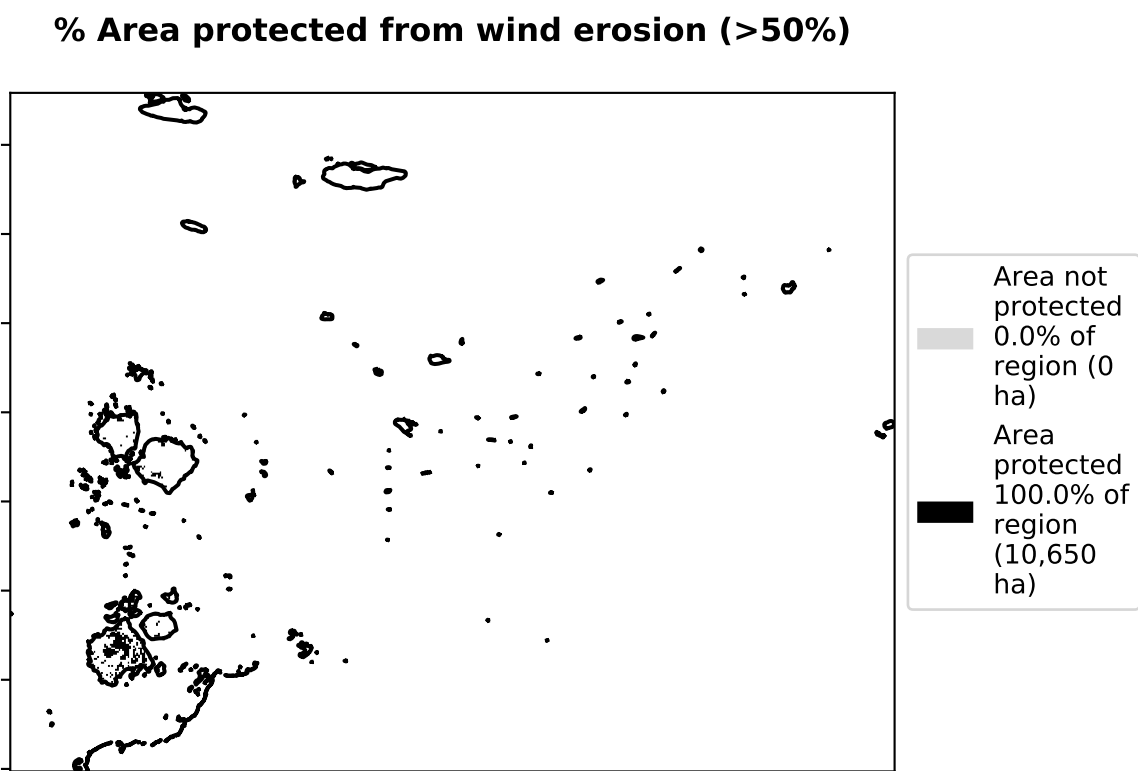 % Area protected from wind erosion (>50%)
Area not
protected
0.0% of
region (0
ha)
Area
protected
100.0% of
region
(10,650
ha)